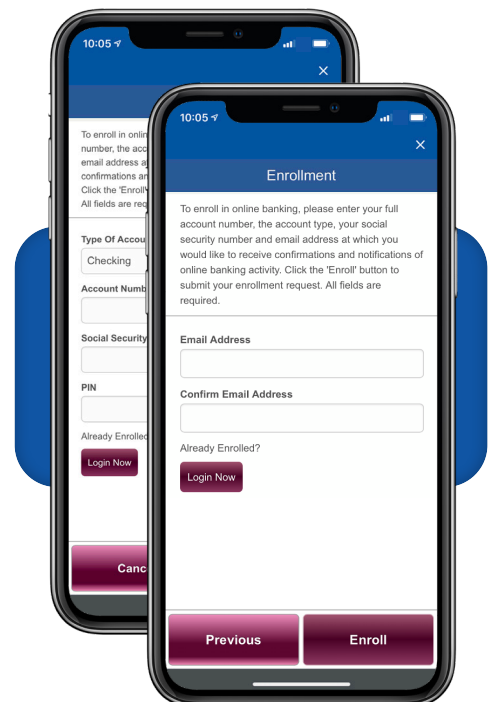 10:05
To enroll in onlin
number, the acc
email address a
confirmations an
Click the 'Enroll'
All fields are req
Type Of Accou
Checking
Account Numb
Social Security
PIN
Already Enrolled
Login Now
Canc
10:05
Enrollment
To enroll in online banking, please enter your full
account number, the account type, your social
security number and email address at which you
would like to receive confirmations and notifications of
online banking activity. Click the 'Enroll' button to
submit your enrollment request. All fields are
required.
Email Address
Confirm Email Address
Already Enrolled?
Login Now
Previous
Enroll